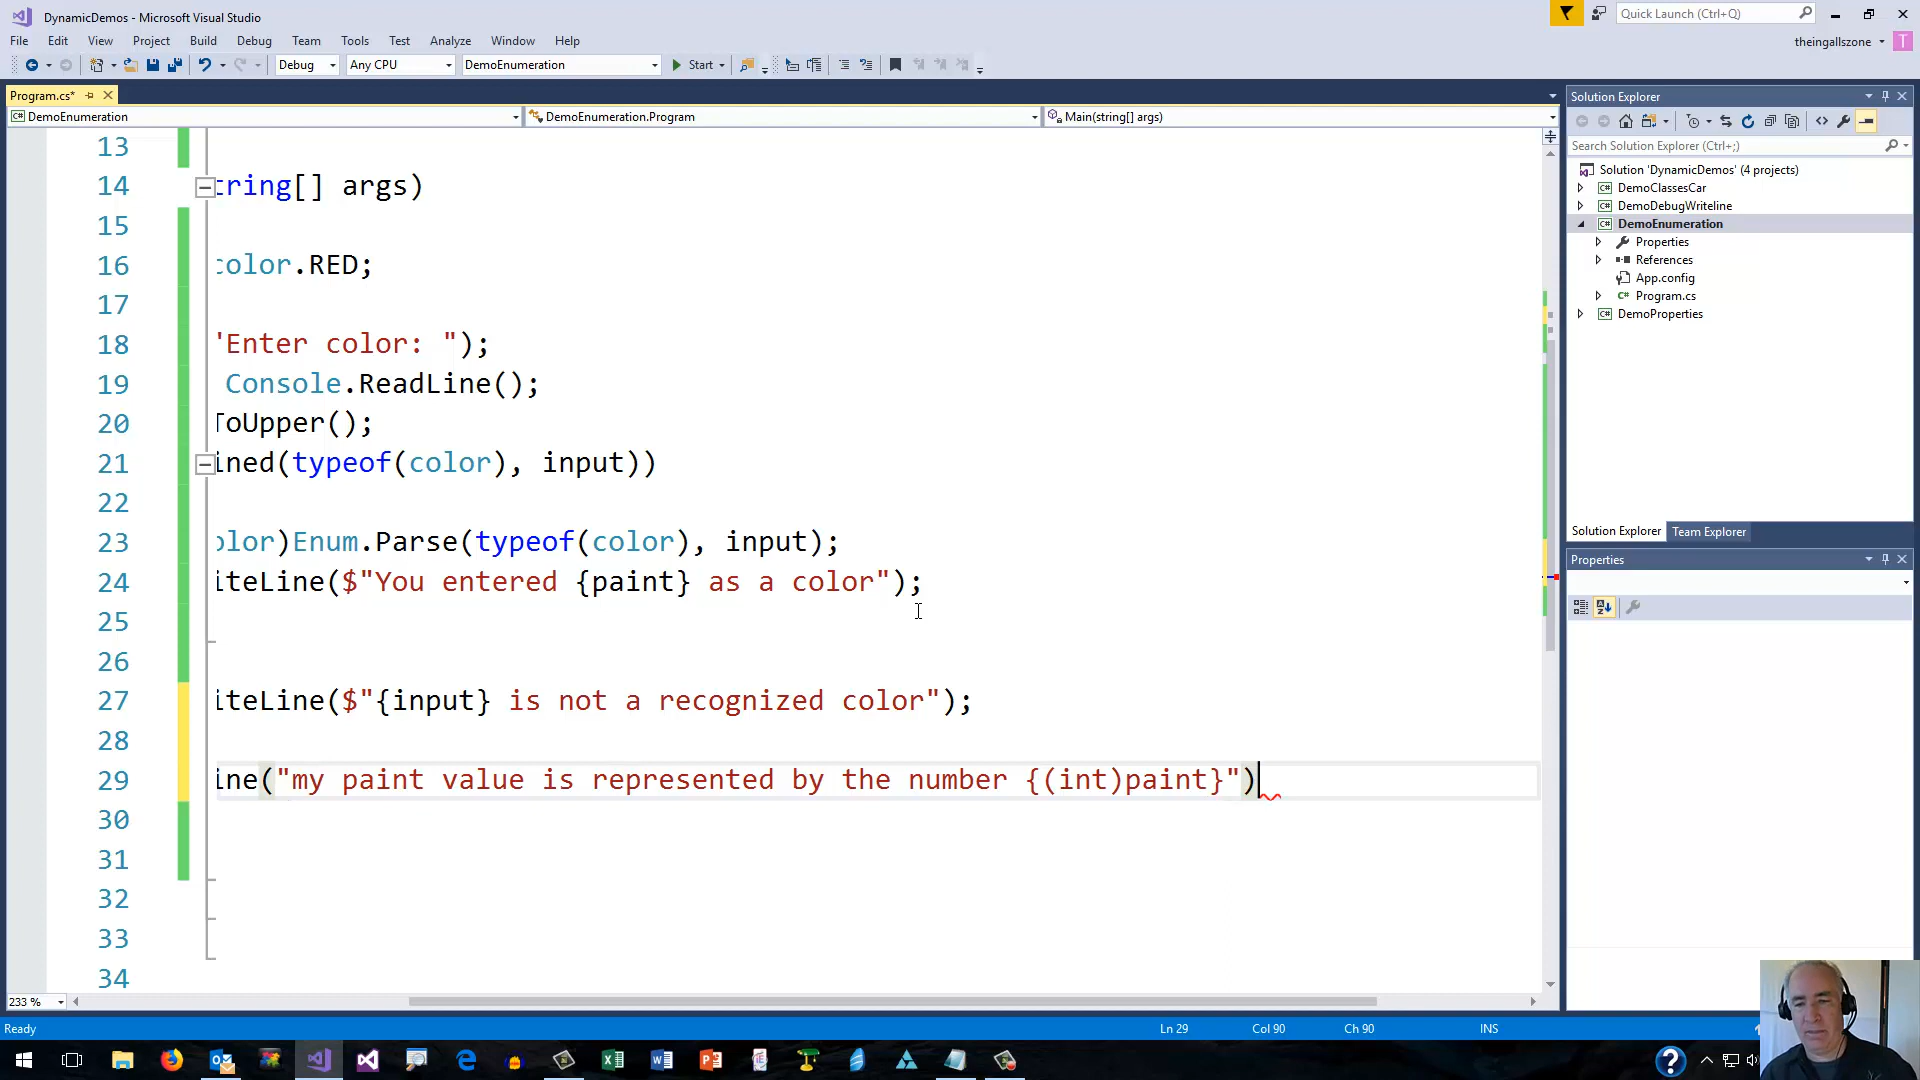 DynamicDemos - Microsoft Visual Studio
Quick Launch (Ctrl+Q)
File Edit View Project Build Debug Team Tools Test Analyze Window Help
theingallszone
T
Debug Any CPU DemoEnumeration Start
Program.cs*
DemoEnumeration DemoEnumeration.Program Main(string[] args)
13
14 tring[] args)
15
16 color.RED;
17
18 "Enter color: ");
19 Console.ReadLine();
20 ToUpper();
21 ined(typeof(color), input))
22
23 olor)Enum.Parse(typeof(color), input);
24 iteLine($"You entered {paint} as a color");
25
26
27 iteLine($"{input} is not a recognized color");
28
29 ine("my paint value is represented by the number {(int)paint}")
30
31
32
33
34
233 %
Solution Explorer
Search Solution Explorer (Ctrl+;)
Solution 'DynamicDemos' (4 projects)
DemoClassesCar
DemoDebugWriteline
DemoEnumeration
Properties
References
App.config
Program.cs
DemoProperties
Solution Explorer Team Explorer
Properties
Ready Ln 29 Col 90 Ch 90 INS